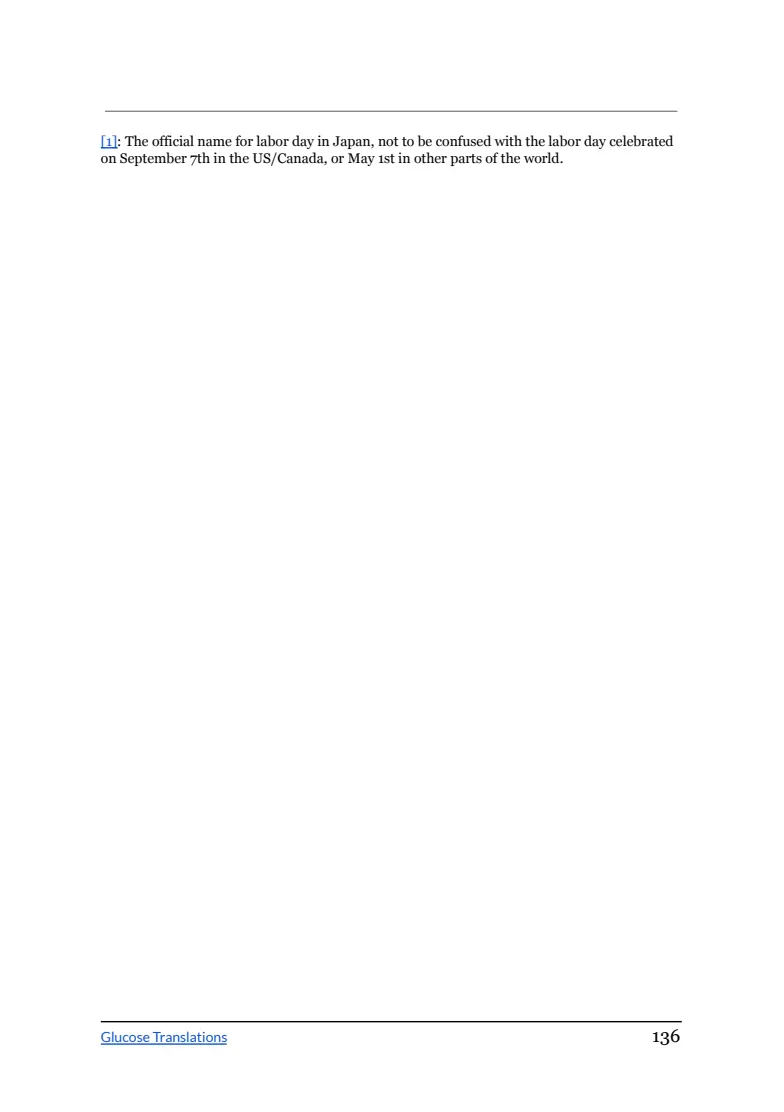 [1]: The official name for labor day in Japan, not to be confused with the labor day celebrated
on September 7th in the US/Canada, or May 1st in other parts of the world.
Glucose Translations
136